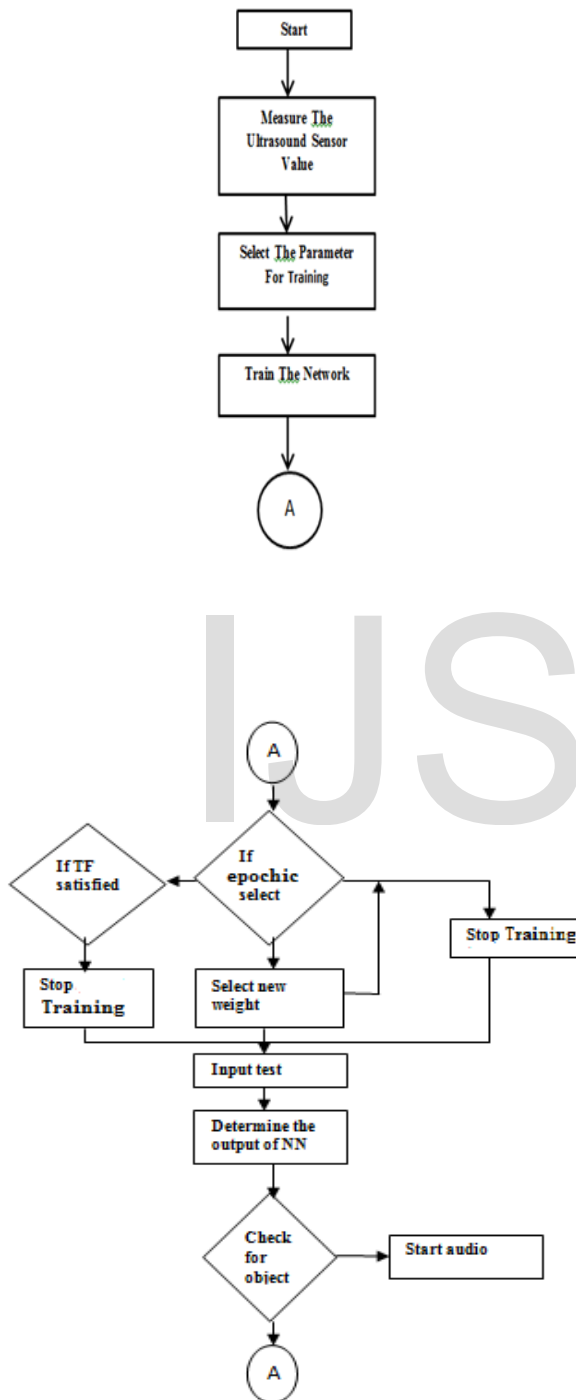 Start
Measure The
Ultrasound Sensor
Value
Select The Parameter
For Training
Train The Network
A
IJS
A
If TF
satisfied
If
epochic
select
Stop Training
Stop
Training
Select new
weight
Input test
Determine the
output of NN
Check
for
object
Start audio
A